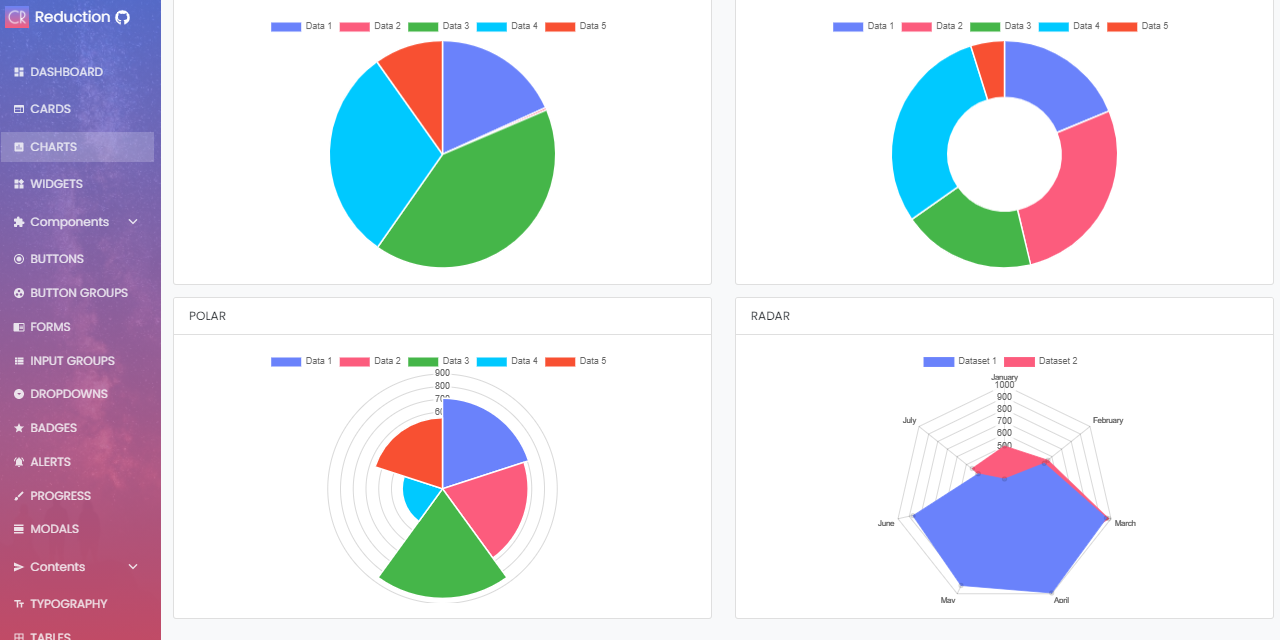 CR Reduction
DASHBOARD
CARDS
CHARTS
WIDGETS
Components
BUTTONS
BUTTON GROUPS
FORMS
INPUT GROUPS
DROPDOWNS
BADGES
ALERTS
PROGRESS
MODALS
Contents
TYPOGRAPHY
TABLES
Data 1 Data 2 Data 3 Data 4 Data 5
Data 1 Data 2 Data 3 Data 4 Data 5
POLAR
Data 1 Data 2 Data 3 Data 4 Data 5
900
800
700
RADAR
Dataset 1 Dataset 2
January
1000
900
800
700
600
500
February
March
April
May
June
July